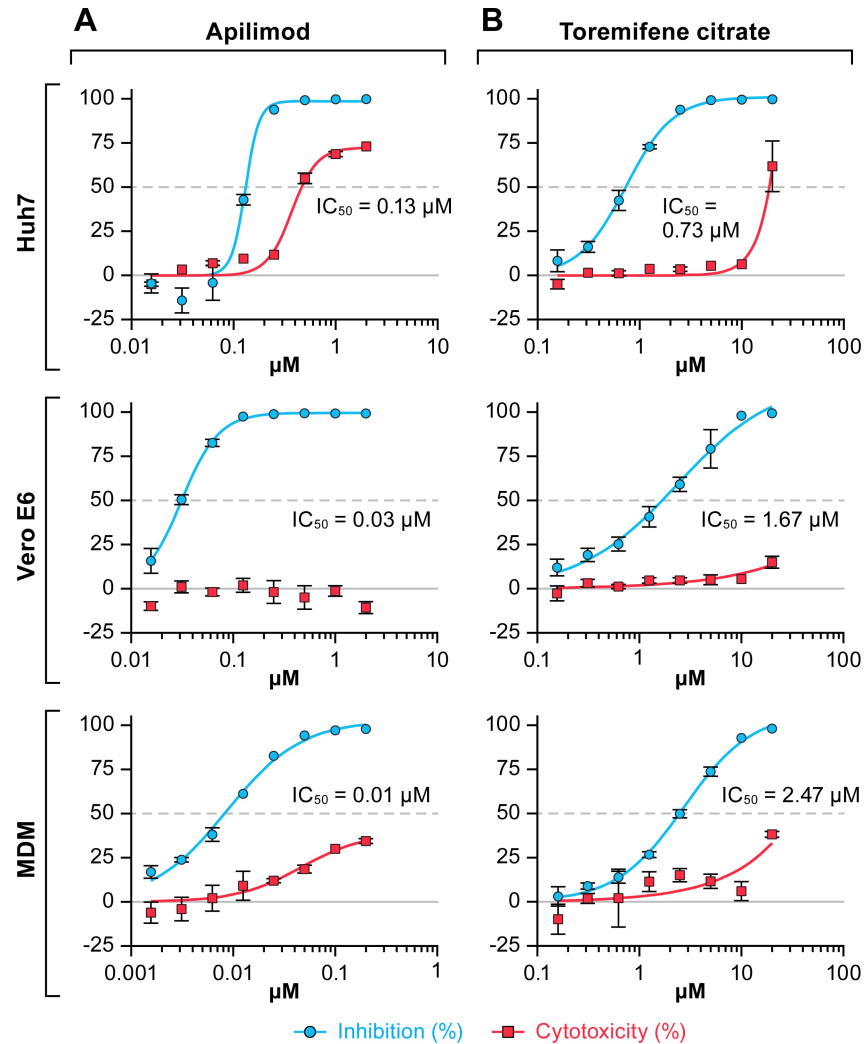 A
B
Apilimod
Toremifene citrate
Huh7
100
75
50
25
0
-25
IC₅₀ = 0.13 µM
0.01
0.1
1
10
µM
100
75
50
25
0
-25
IC₅₀ =
0.73 µM
0.1
1
10
100
µM
Vero E6
100
75
50
25
0
-25
IC₅₀ = 0.03 µM
0.01
0.1
1
10
µM
100
75
50
25
0
-25
IC₅₀ = 1.67 µM
0.1
1
10
100
µM
MDM
100
75
50
25
0
-25
IC₅₀ = 0.01 µM
0.001
0.01
0.1
1
µM
100
75
50
25
0
-25
IC₅₀ = 2.47 µM
0.1
1
10
100
µM
Inhibition (%)
Cytotoxicity (%)